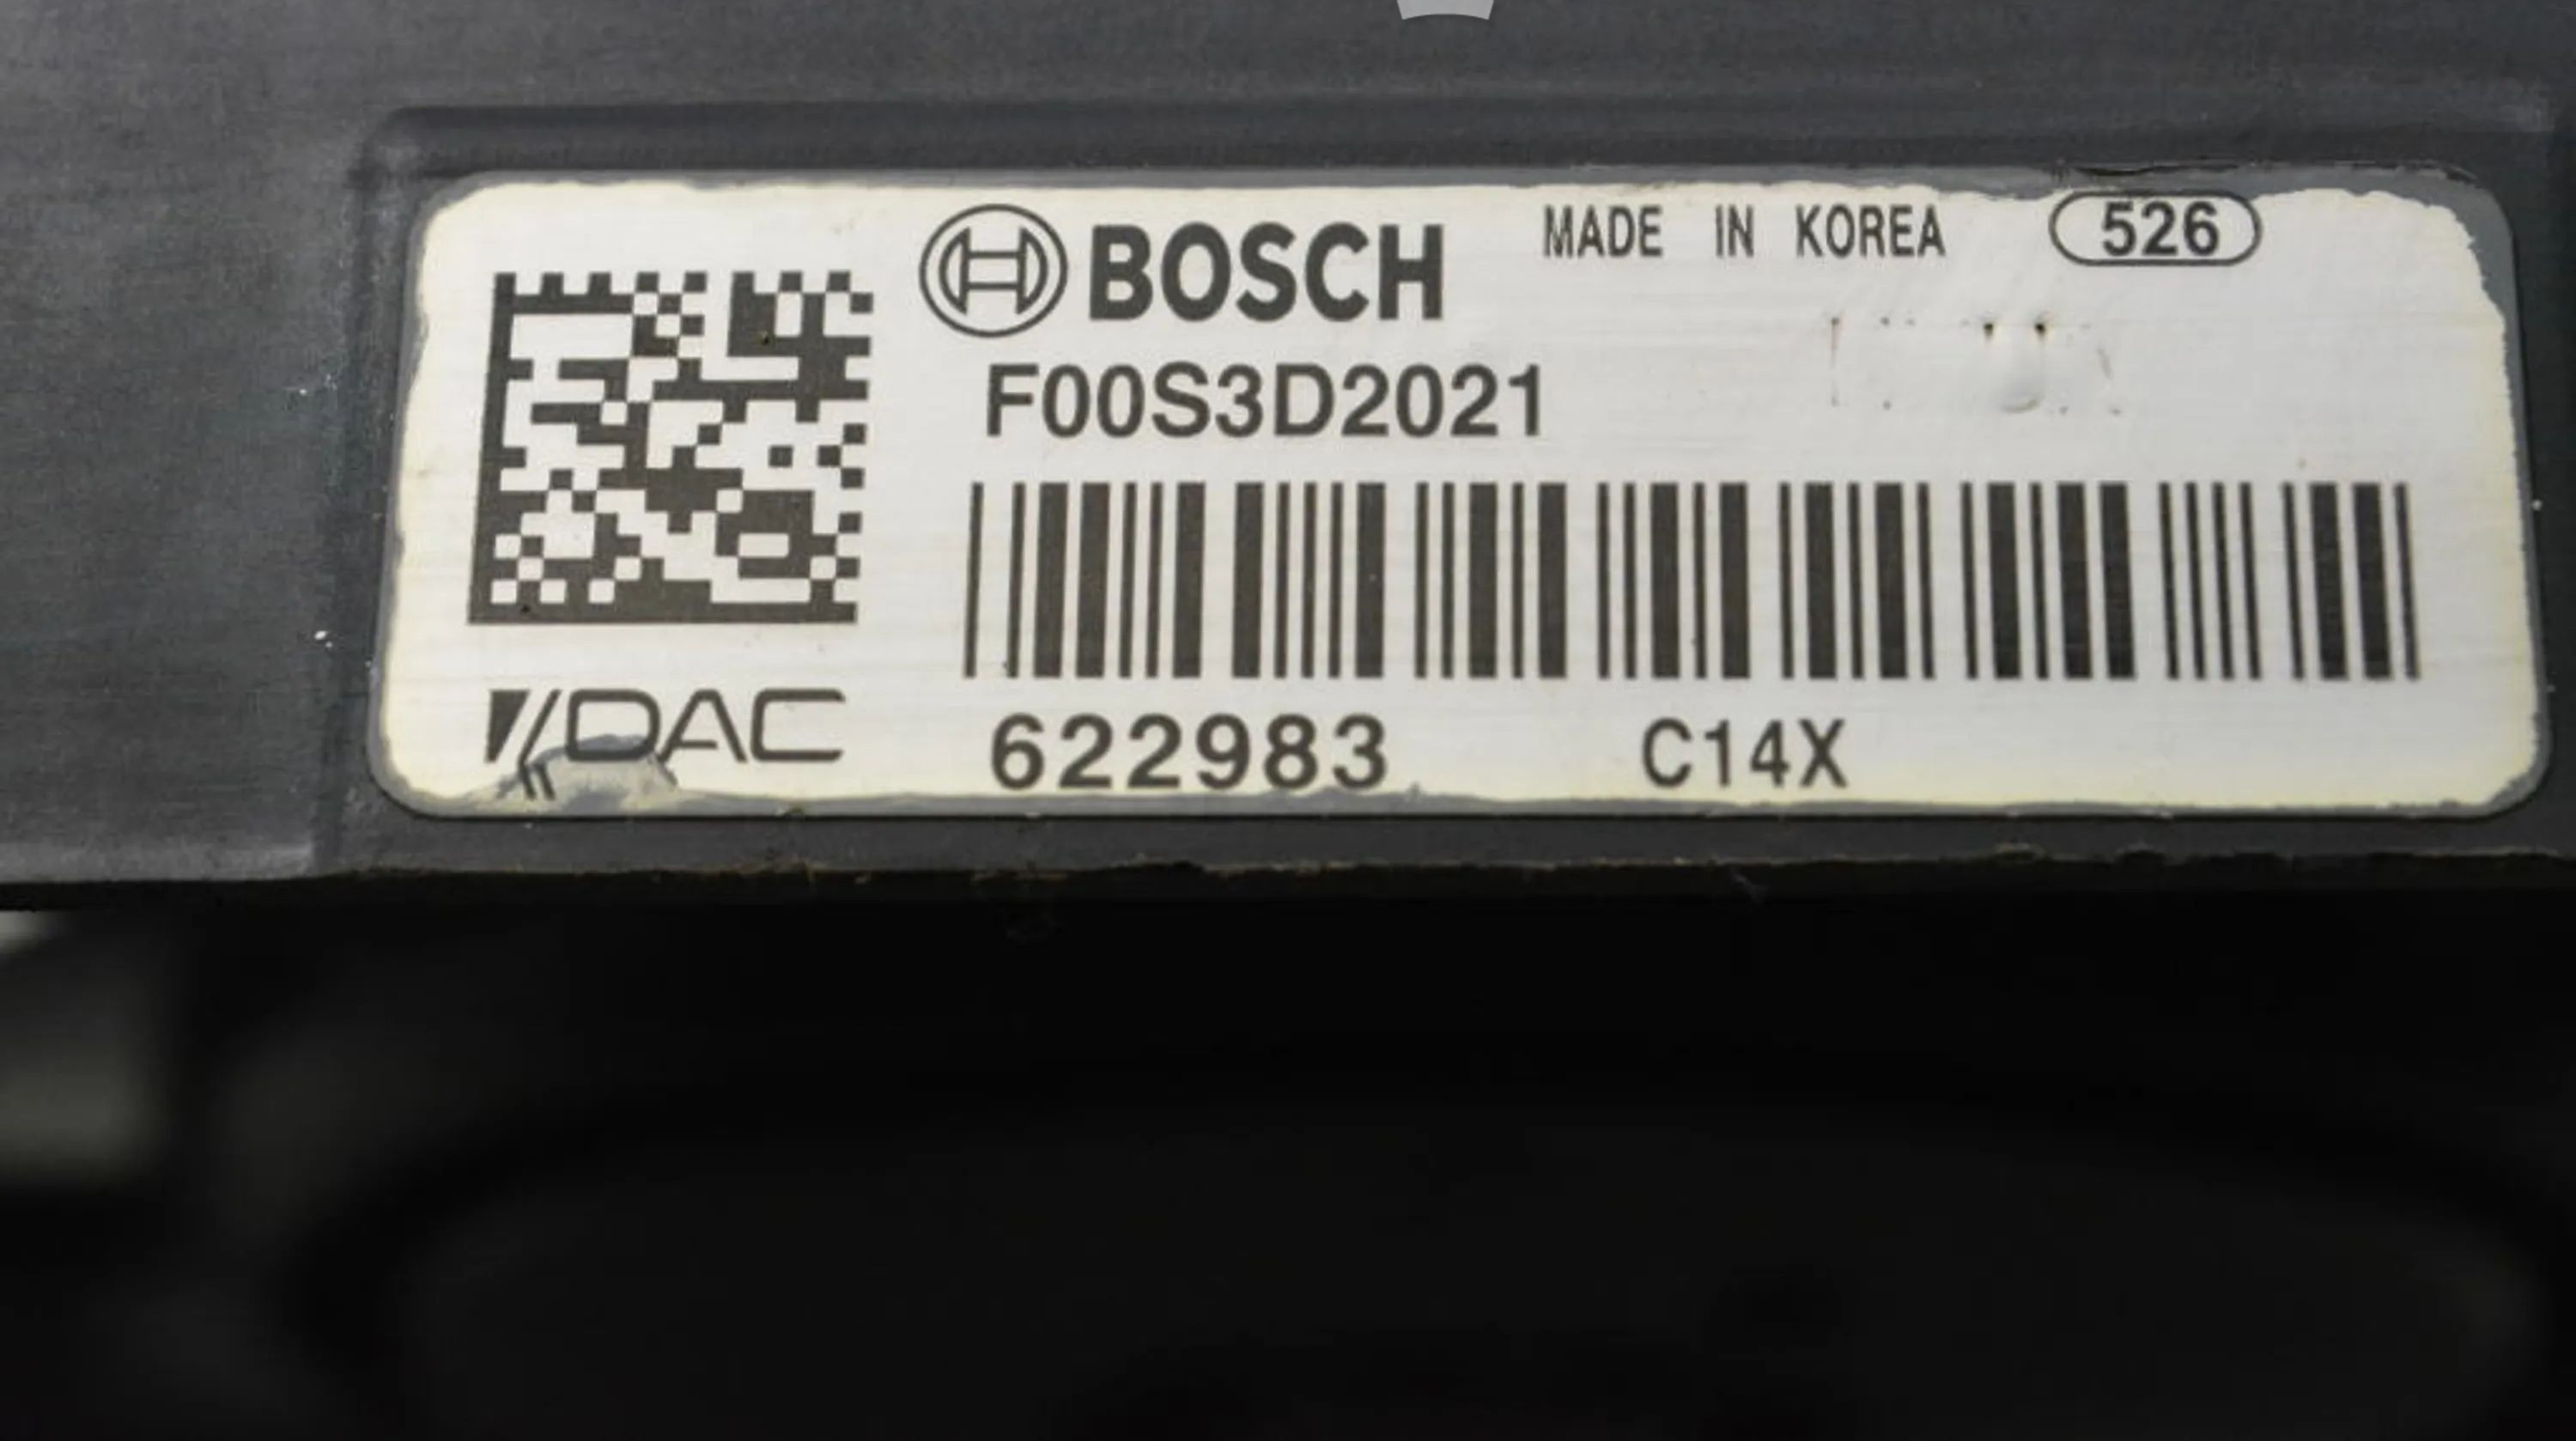 BOSCH MADE IN KOREA 526
F00S3D2021
DAC
622983 C14X